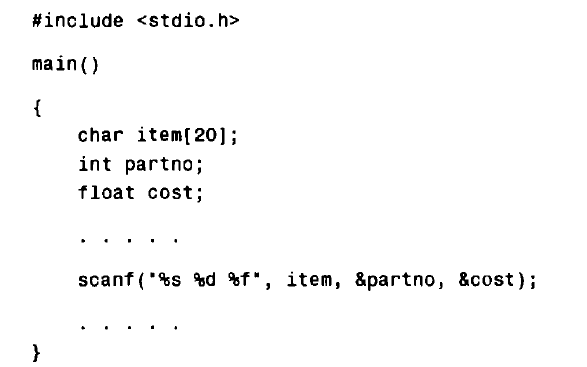 #include <stdio.h>
main()
{
char item[20];
int partno;
float cost;
. . . . .
scanf("%s %d %f", item, &partno, &cost);
. . . . .
}